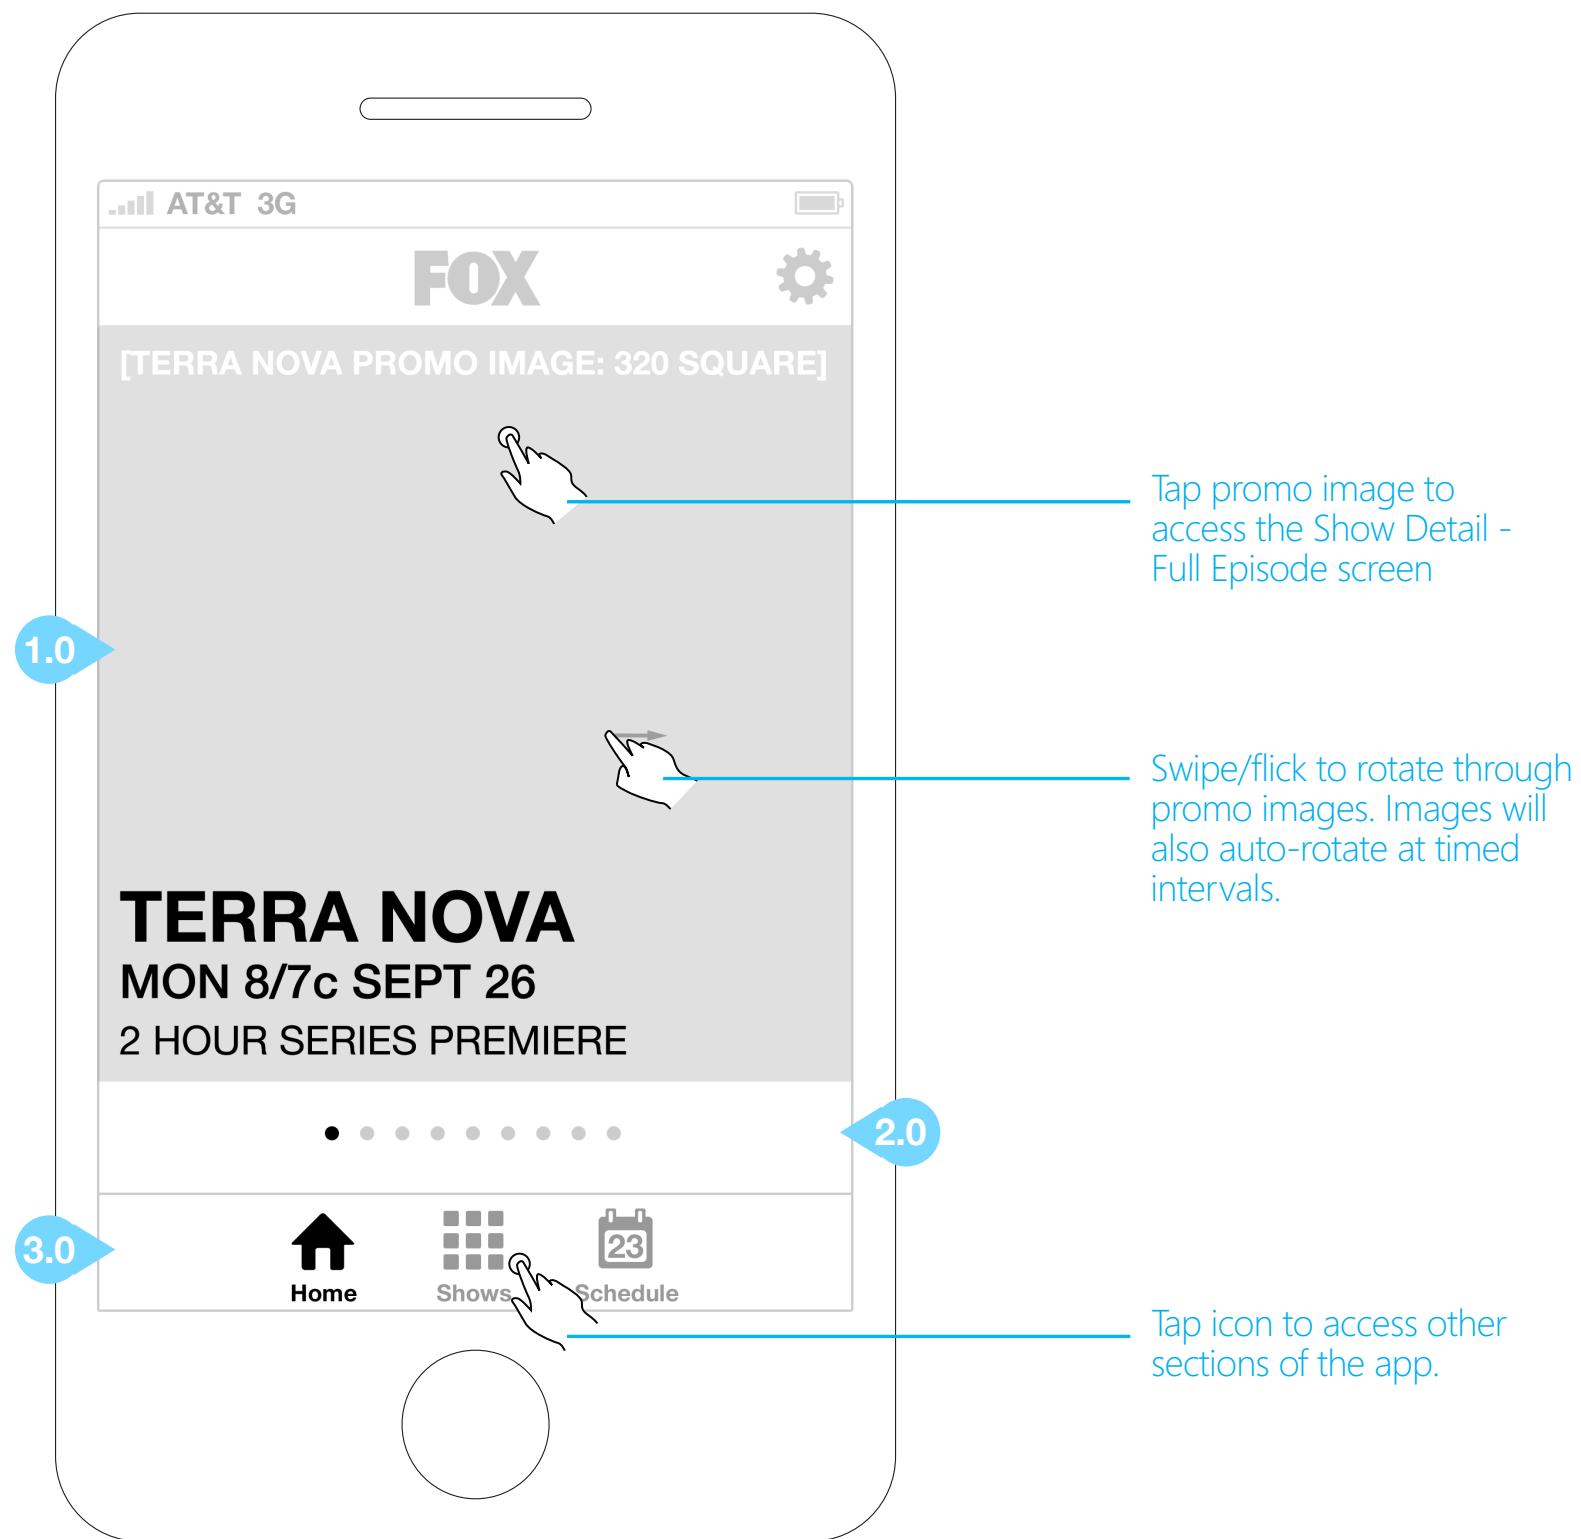 AT&T 3G
FOX
[TERRA NOVA PROMO IMAGE: 320 SQUARE]
Tap promo image to
access the Show Detail -
Full Episode screen
1.0
Swipe/flick to rotate through
promo images. Images will
also auto-rotate at timed
intervals.
TERRA NOVA
MON 8/7c SEPT 26
2 HOUR SERIES PREMIERE
2.0
3.0
23
Home
Shows
Schedule
Tap icon to access other
sections of the app.